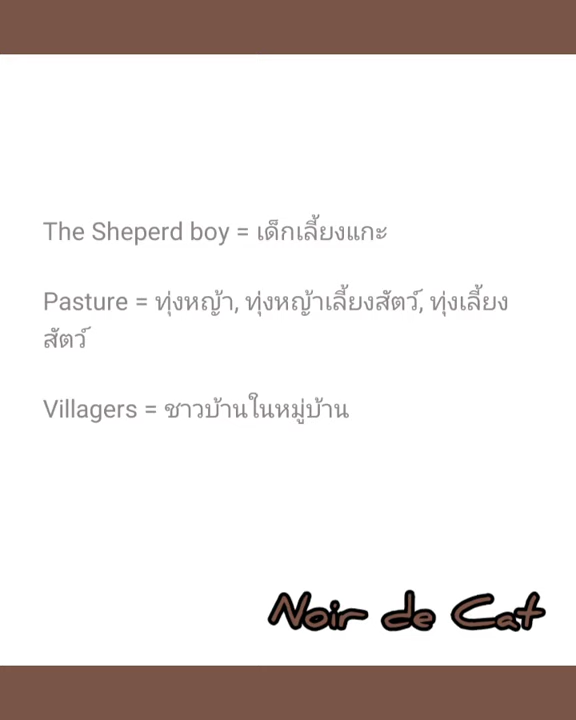 The Sheperd boy = เด็กเลี้ยงแกะ
Pasture = ทุ่งหญ้า, ทุ่งหญ้าเลี้ยงสัตว์, ทุ่งเลี้ยง
สัตว์
Villagers = ชาวบ้านในหมู่บ้าน
Noir de Cat